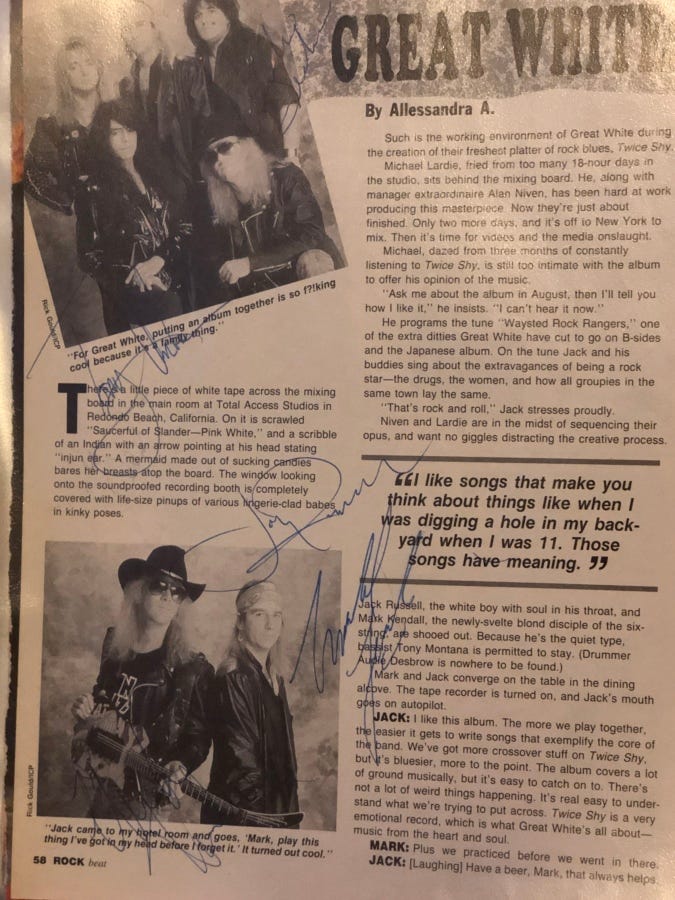 GREAT WHITE
By Allessandra A.
Rick Gould/ICP
"For Great White, putting an album together is so f?!king
cool because it's a family thing."
There's a little piece of white tape across the mixing
board in the main room at Total Access Studios in
Redondo Beach, California. On it is scrawled
"Saucerful of Slander—Pink White," and a scribble
of an Indian with an arrow pointing at his head stating
"injun ear." A mermaid made out of sucking candies
bares her breasts atop the board. The window looking
onto the soundproofed recording booth is completely
covered with life-size pinups of various lingerie-clad babes
in kinky poses.
Rick Gould/ICP
"Jack came to my hotel room and goes, 'Mark, play this
thing I've got in my head before I forget it.' It turned out cool."
58 ROCK beat
Such is the working environment of Great White during
the creation of their freshest platter of rock blues, Twice Shy.
Michael Lardie, fried from too many 18-hour days in
the studio, sits behind the mixing board. He, along with
manager extraordinaire Alan Niven, has been hard at work
producing this masterpiece. Now they're just about
finished. Only two more days, and it's off to New York to
mix. Then it's time for videos and the media onslaught.
Michael, dazed from three months of constantly
listening to Twice Shy, is still too intimate with the album
to offer his opinion of the music.
"Ask me about the album in August, then I'll tell you
how I like it," he insists. "I can't hear it now."
He programs the tune "Waysted Rock Rangers," one
of the extra ditties Great White have cut to go on B-sides
and the Japanese album. On the tune Jack and his
buddies sing about the extravagances of being a rock
star—the drugs, the women, and how all groupies in the
same town lay the same.
"That's rock and roll," Jack stresses proudly.
Niven and Lardie are in the midst of sequencing their
opus, and want no giggles distracting the creative process.
"I like songs that make you
think about things like when I
was digging a hole in my back-
yard when I was 11. Those
songs have meaning."
Jack Russell, the white boy with soul in his throat, and
Mark Kendall, the newly-svelte blond disciple of the six-
string, are shooed out. Because he's the quiet type,
bassist Tony Montana is permitted to stay. (Drummer
Audie Desbrow is nowhere to be found.)
Mark and Jack converge on the table in the dining
alcove. The tape recorder is turned on, and Jack's mouth
goes on autopilot.
JACK: I like this album. The more we play together,
the easier it gets to write songs that exemplify the core of
the band. We've got more crossover stuff on Twice Shy,
but it's bluesier, more to the point. The album covers a lot
of ground musically, but it's easy to catch on to. There's
not a lot of weird things happening. It's real easy to under-
stand what we're trying to put across. Twice Shy is a very
emotional record, which is what Great White's all about—
music from the heart and soul.
MARK: Plus we practiced before we went in there.
JACK: [Laughing] Have a beer, Mark, that always helps.